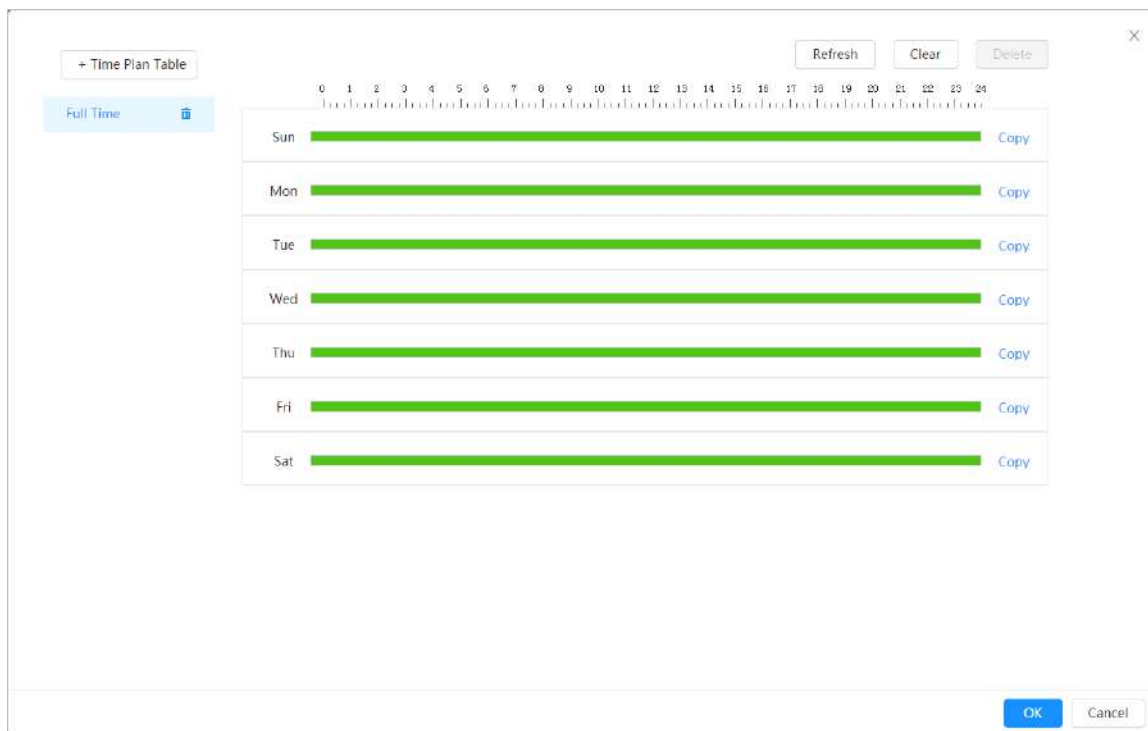 + Time Plan Table
Refresh Clear Delete
Full Time
0 1 2 3 4 5 6 7 8 9 10 11 12 13 14 15 16 17 18 19 20 21 22 23 24
Sun Copy
Mon Copy
Tue Copy
Wed Copy
Thu Copy
Fri Copy
Sat Copy
OK Cancel